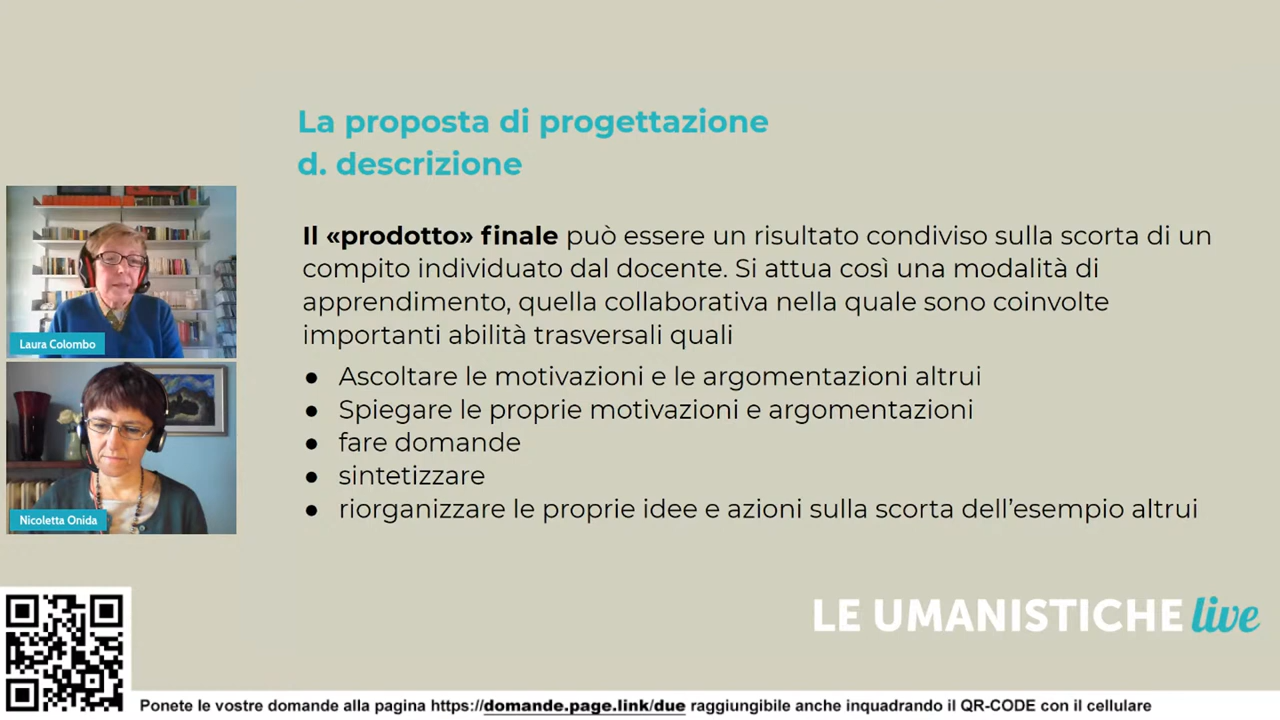 La proposta di progettazione
d. descrizione
Il «prodotto» finale può essere un risultato condiviso sulla scorta di un
compito individuato dal docente. Si attua così una modalità di
apprendimento, quella collaborativa nella quale sono coinvolte
importanti abilità trasversali quali
● Ascoltare le motivazioni e le argomentazioni altrui
● Spiegare le proprie motivazioni e argomentazioni
● fare domande
● sintetizzare
● riorganizzare le proprie idee e azioni sulla scorta dell’esempio altrui
Laura Colombo
Nicoletta Onida
LE UMANISTICHE live
Ponete le vostre domande alla pagina https://domande.page.link/due raggiungibile anche inquadrando il QR-CODE con il cellulare